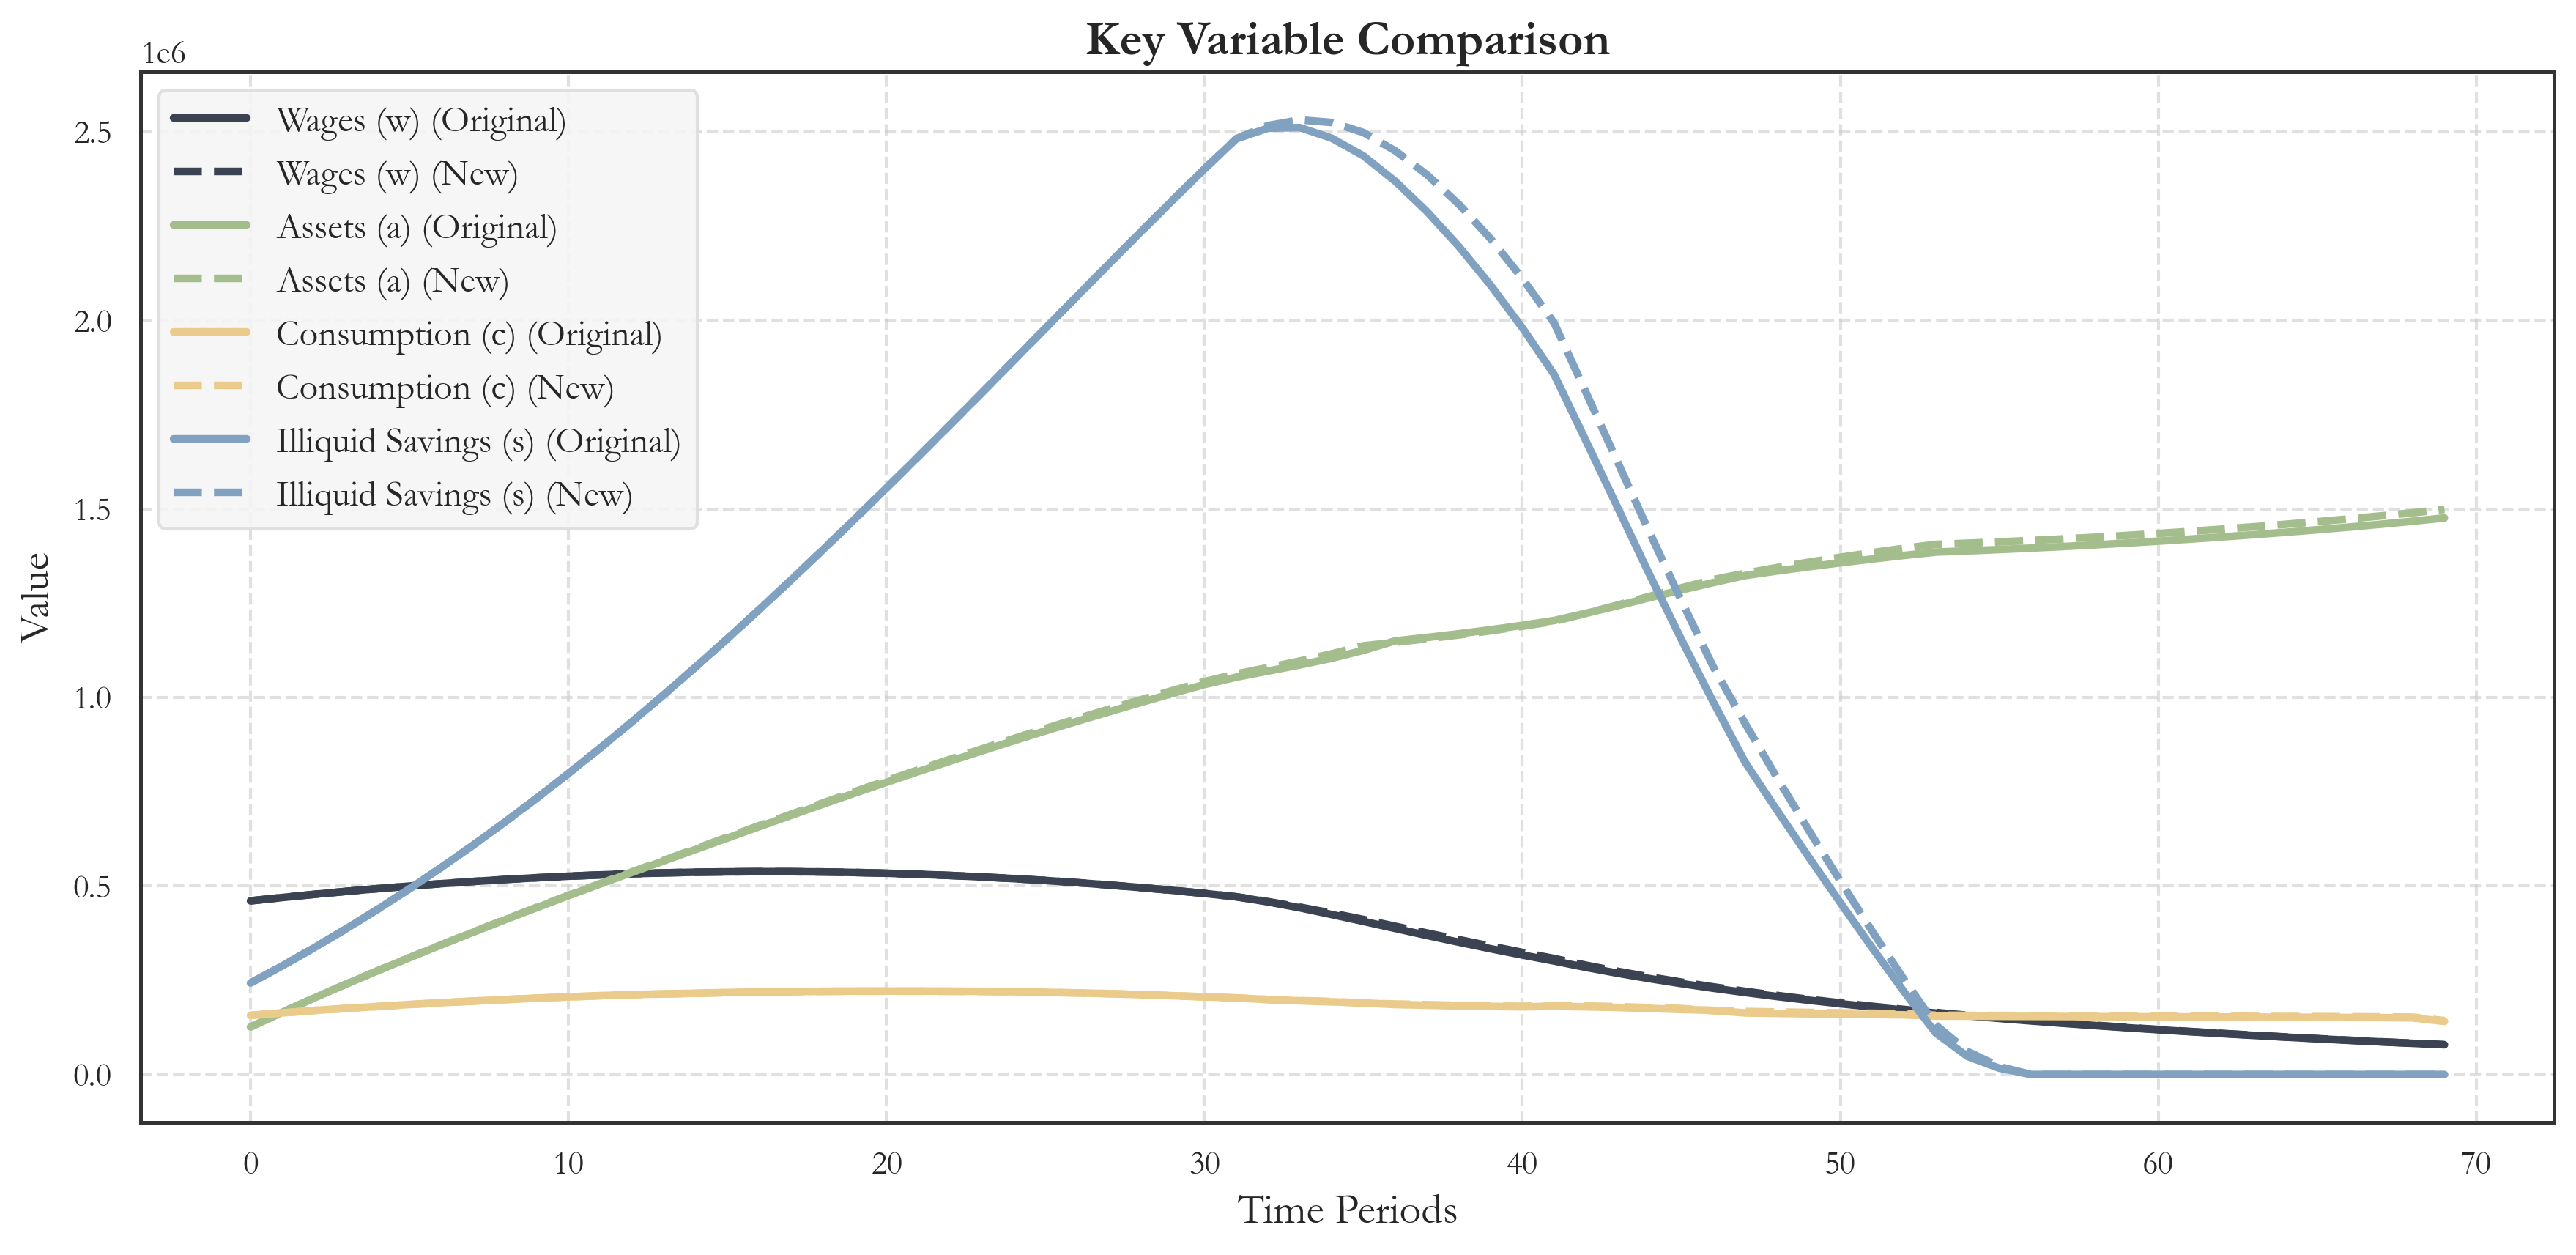 Key Variable Comparison
1e6
Wages (w) (Original)
Wages (w) (New)
Assets (a) (Original)
Assets (a) (New)
Consumption (c) (Original)
Consumption (c) (New)
Illiquid Savings (s) (Original)
Illiquid Savings (s) (New)
Value
2.5
2.0
1.5
1.0
0.5
0.0
0 10 20 30 40 50 60 70
Time Periods